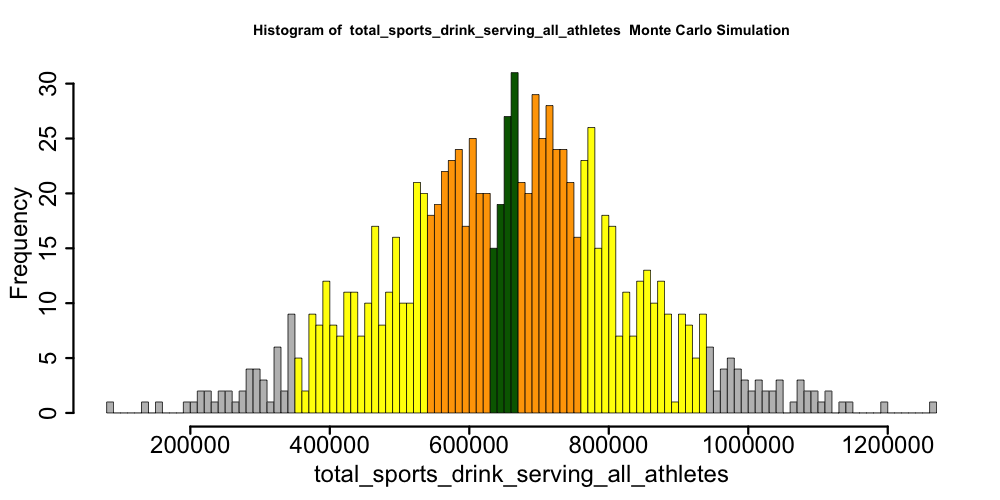 Histogram of  total_sports_drink_serving_all_athletes  Monte Carlo Simulation
30
25
20
15
10
5
0
Frequency
200000 400000 600000 800000 1000000 1200000
total_sports_drink_serving_all_athletes